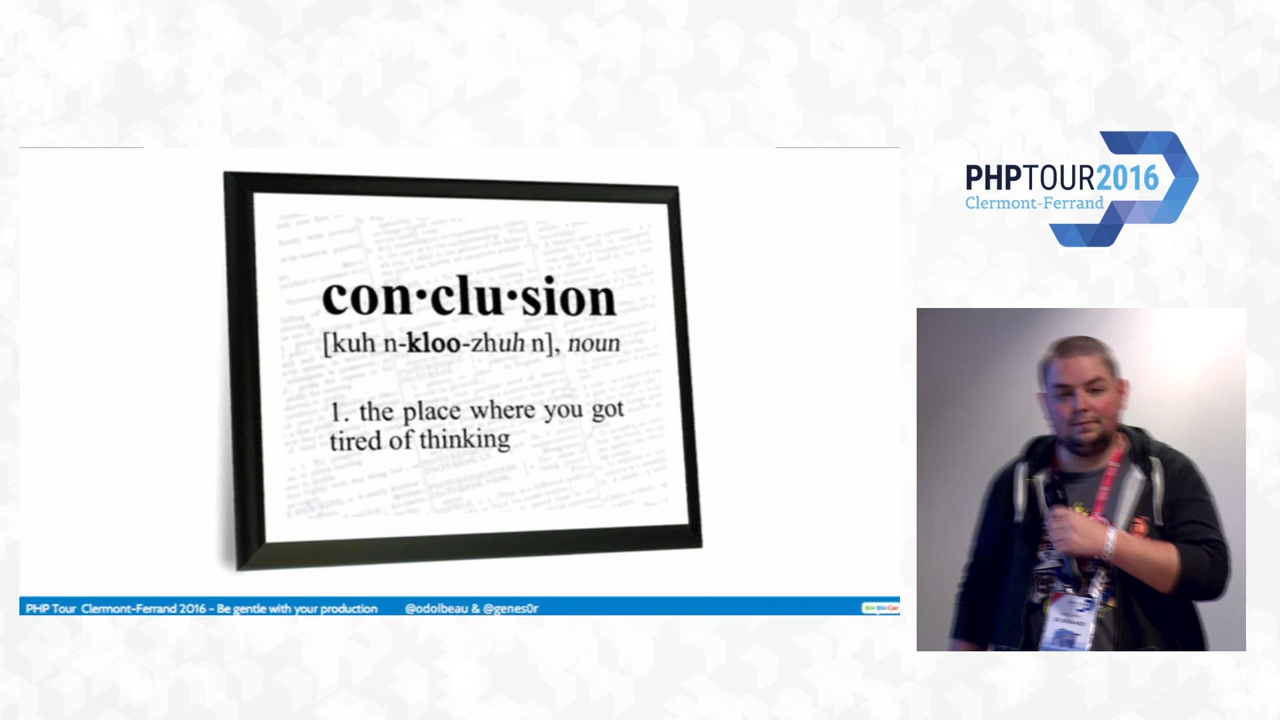 con·clu·sion
[kuh n-kloo-zhuh n], noun
1. the place where you got
tired of thinking
PHP Tour Clermont-Ferrand 2016 - Be gentle with your production @odolbeau & @genes0r
PHPTOUR2016
Clermont-Ferrand